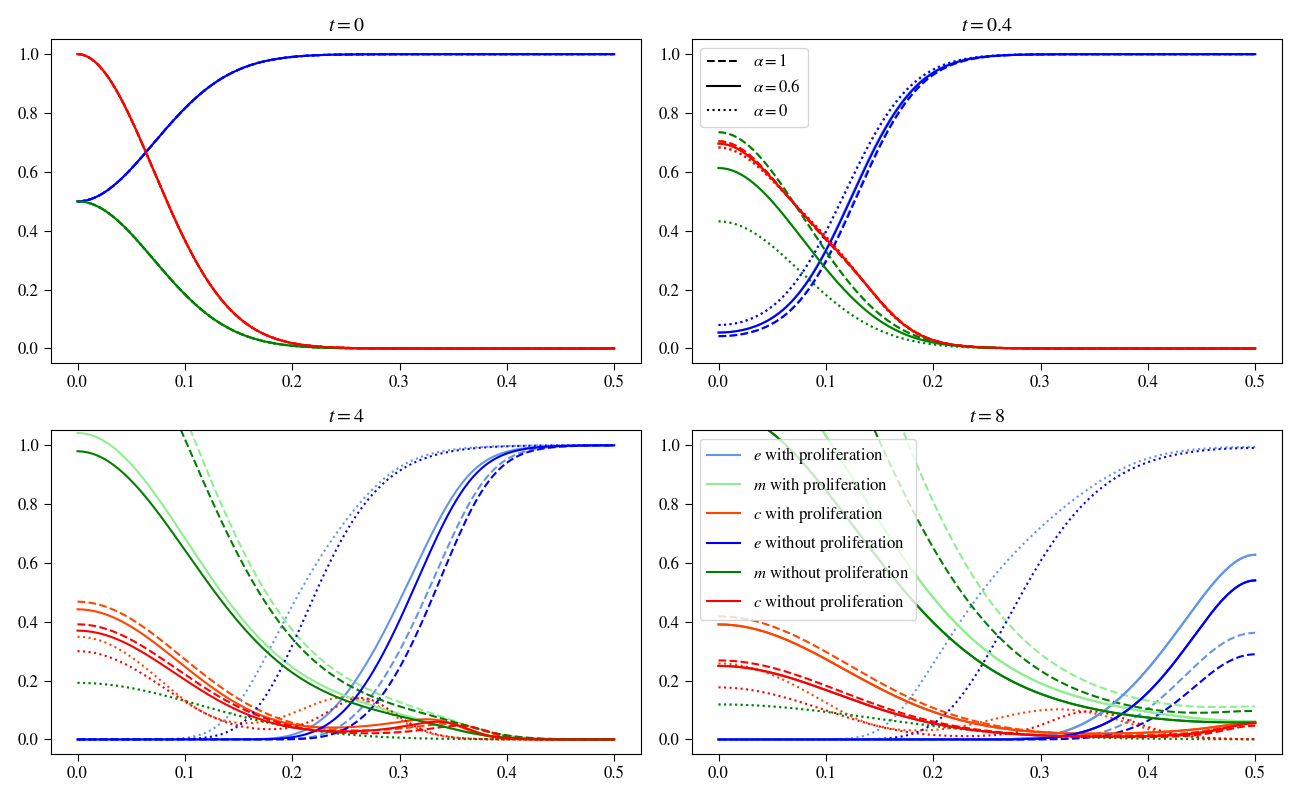 t = 0
1.0
0.8
0.6
0.4
0.2
0.0
0.0 0.1 0.2 0.3 0.4 0.5
t = 0.4
1.0
0.8
0.6
0.4
0.2
0.0
α = 1
α = 0.6
α = 0
0.0 0.1 0.2 0.3 0.4 0.5
t = 4
1.0
0.8
0.6
0.4
0.2
0.0
0.0 0.1 0.2 0.3 0.4 0.5
t = 8
1.0
0.8
0.6
0.4
0.2
0.0
e with proliferation
m with proliferation
c with proliferation
e without proliferation
m without proliferation
c without proliferation
0.0 0.1 0.2 0.3 0.4 0.5